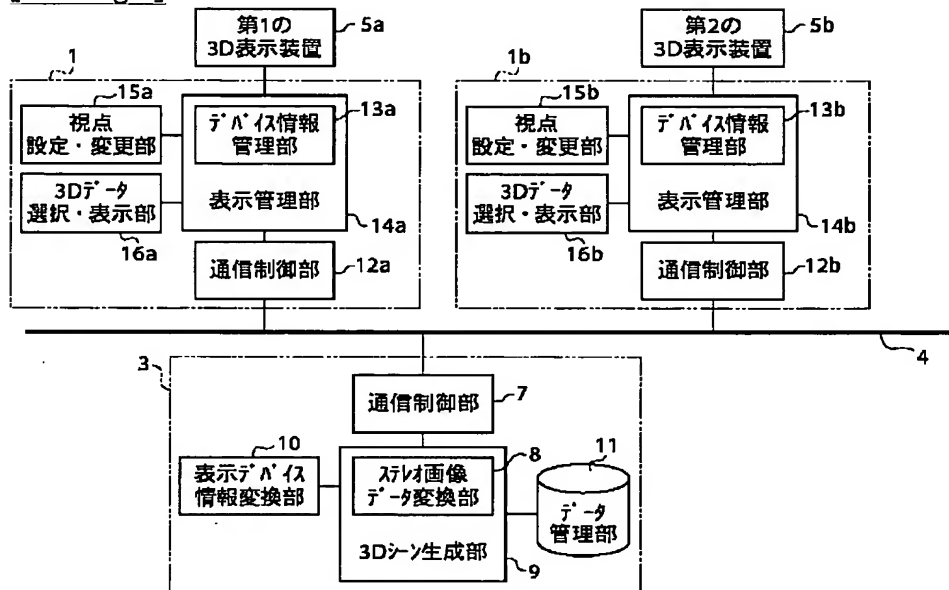 第1の
3D表示装置
5a
第2の
3D表示装置
5b
1
1b
15a
視点
設定・変更部
13a
デバイス情報
管理部
3Dデータ
選択・表示部
16a
表示管理部
14a
通信制御部
12a
15b
視点
設定・変更部
13b
デバイス情報
管理部
3Dデータ
選択・表示部
16b
表示管理部
14b
通信制御部
12b
4
3
通信制御部
7
10
表示デバイス
情報変換部
8
ステレオ画像
データ変換部
3Dシーン生成部
9
11
データ
管理部